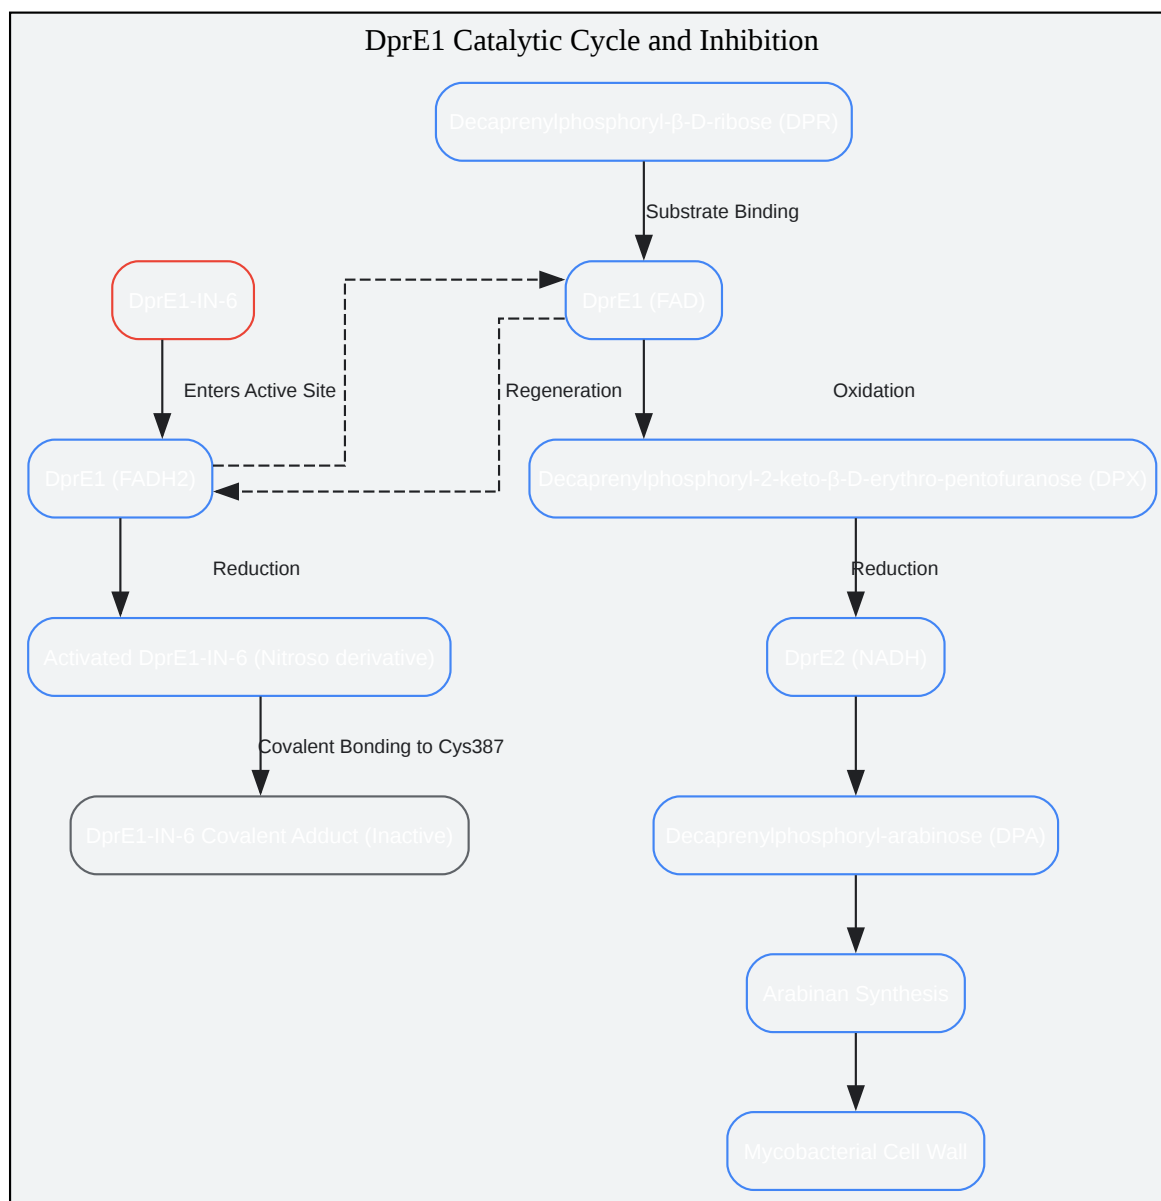 DprE1 Catalytic Cycle and Inhibition
Decaprenylphosphoryl-β-D-ribose (DPR)
Substrate Binding
DprE1-IN-6
DprE1 (FAD)
Enters Active Site
Regeneration
Oxidation
DprE1 (FADH2)
Decaprenylphosphoryl-2-keto-β-D-erythro-pentofuranose (DPX)
Reduction
Reduction
Activated DprE1-IN-6 (Nitroso derivative)
DprE2 (NADH)
Covalent Bonding to Cys387
DprE1-IN-6 Covalent Adduct (Inactive)
Decaprenylphosphoryl-arabinose (DPA)
Arabinan Synthesis
Mycobacterial Cell Wall